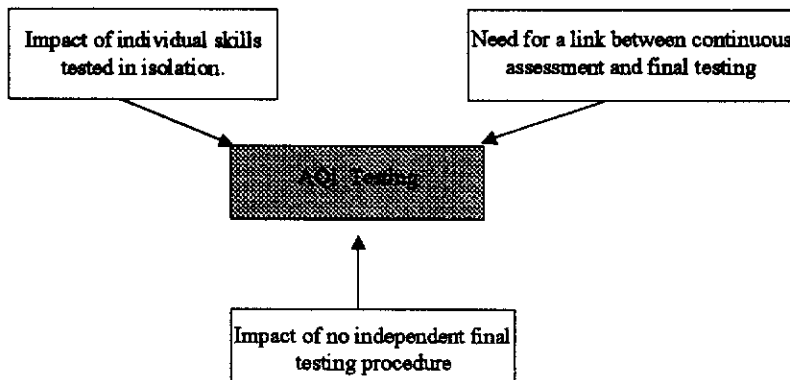 Impact of individual skills
tested in isolation.
Need for a link between continuous
assessment and final testing
Testing
Impact of no independent final
testing procedure